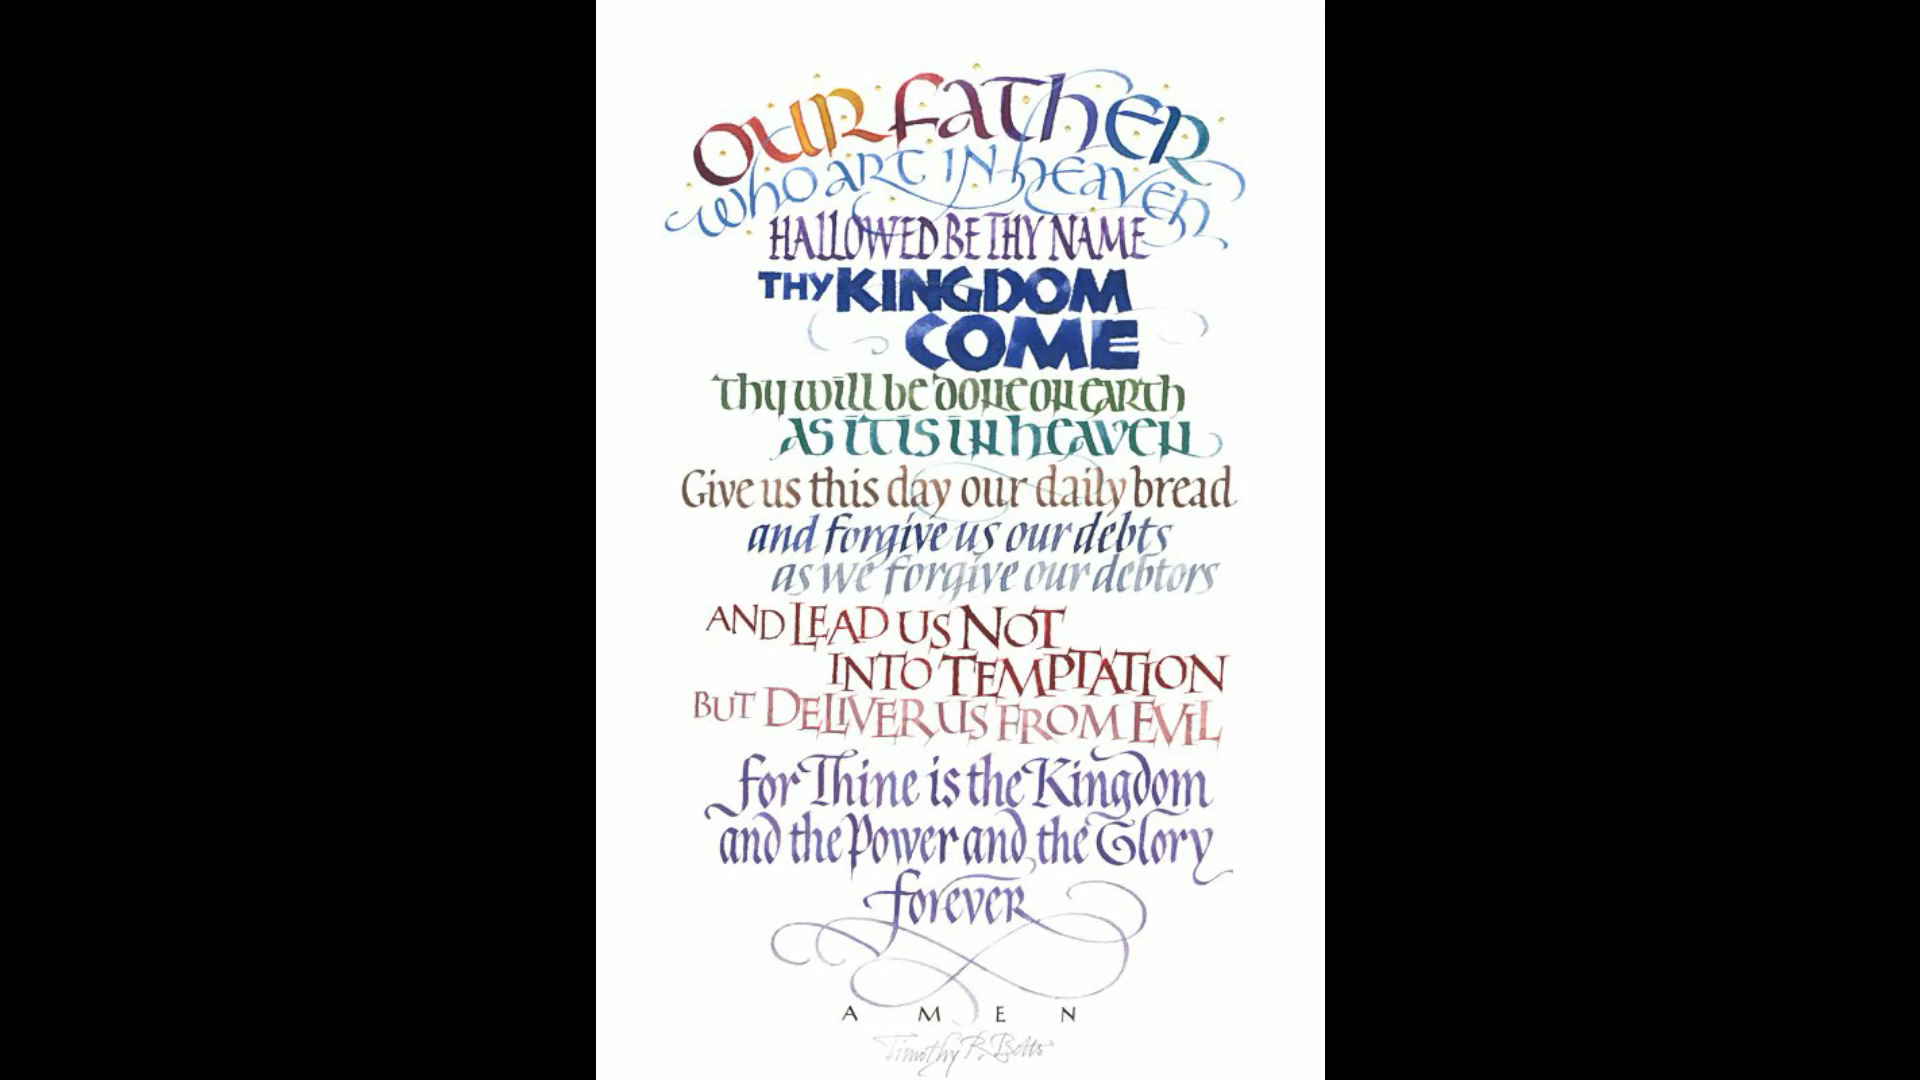 OUR FATHER
WHO ART IN HEAVEN
HALLOWED BE THY NAME
THY KINGDOM
COME
Thy will be done on earth
as it is in heaven
Give us this day our daily bread
and forgive us our debts
as we forgive our debtors
AND LEAD US NOT
INTO TEMPTATION
BUT DELIVER US FROM EVIL
for Thine is the Kingdom
and the Power and the Glory
forever
AMEN
Timothy R. Botts